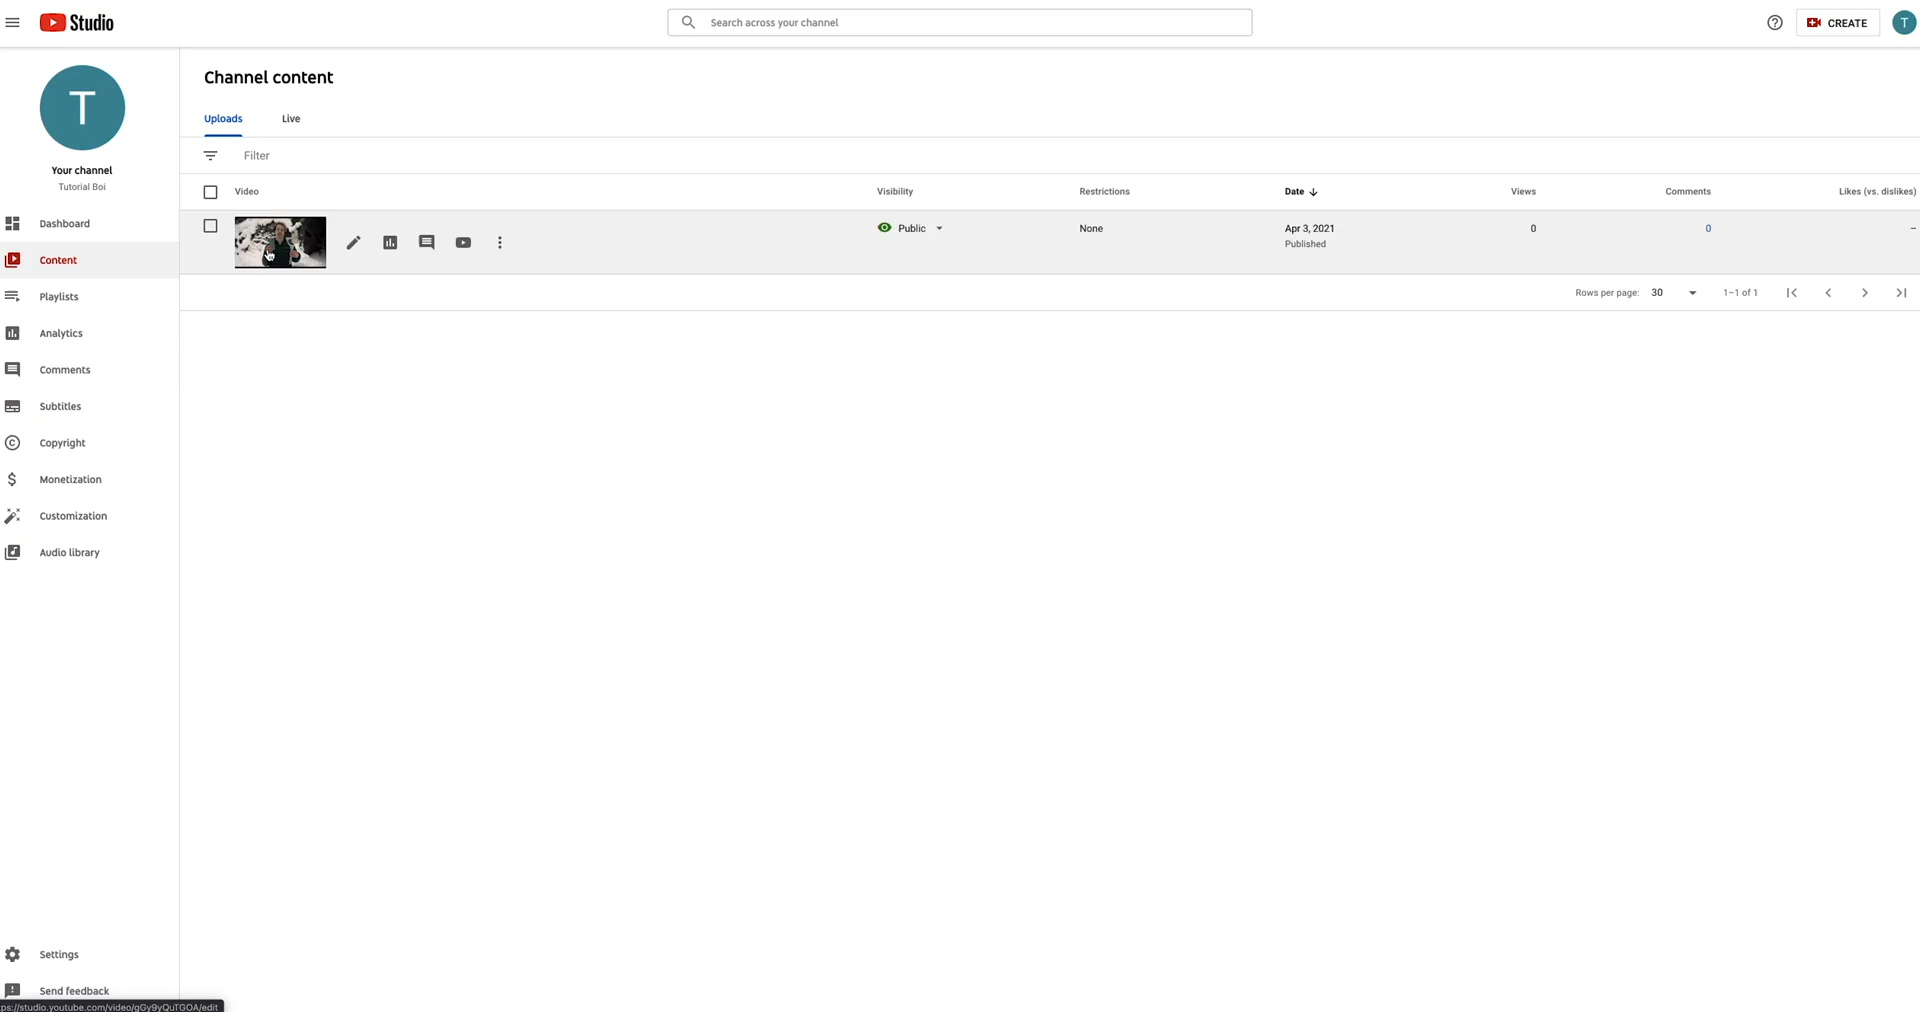 Studio
Search across your channel
CREATE
T
T
Your channel
Tutorial Boi
Dashboard
Content
Playlists
Analytics
Comments
Subtitles
Copyright
Monetization
Customization
Audio library
Settings
Send feedback
Channel content
Uploads
Live
Filter
Video
Visibility
Restrictions
Date
Views
Comments
Likes (vs. dislikes)
Public
None
Apr 3, 2021
Published
0
0
–
Rows per page: 30
1–1 of 1
ps://studio.youtube.com/video/gGy9yQuTGOA/edit